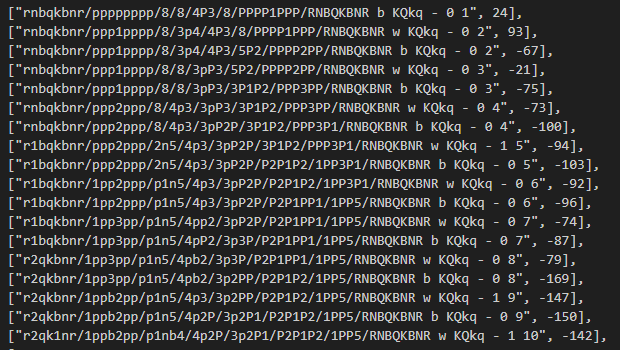 ["rnbqkbnr/pppppppp/8/8/4P3/8/PPPP1PPP/RNBQKBNR b KQkq - 0 1", 24],
["rnbqkbnr/ppp1pppp/8/3p4/4P3/8/PPPP1PPP/RNBQKBNR w KQkq - 0 2", 93],
["rnbqkbnr/ppp1pppp/8/3p4/4P3/5P2/PPPP2PP/RNBQKBNR b KQkq - 0 2", -67],
["rnbqkbnr/ppp1pppp/8/8/3pP3/5P2/PPPP2PP/RNBQKBNR w KQkq - 0 3", -21],
["rnbqkbnr/ppp1pppp/8/8/3pP3/3P1P2/PPP3PP/RNBQKBNR b KQkq - 0 3", -75],
["rnbqkbnr/ppp2ppp/8/4p3/3pP3/3P1P2/PPP3PP/RNBQKBNR w KQkq - 0 4", -73],
["rnbqkbnr/ppp2ppp/8/4p3/3pP2P/3P1P2/PPP3P1/RNBQKBNR b KQkq - 0 4", -100],
["r1bqkbnr/ppp2ppp/2n5/4p3/3pP2P/3P1P2/PPP3P1/RNBQKBNR w KQkq - 1 5", -94],
["r1bqkbnr/ppp2ppp/2n5/4p3/3pP2P/P2P1P2/1PP3P1/RNBQKBNR b KQkq - 0 5", -103],
["r1bqkbnr/1pp2ppp/p1n5/4p3/3pP2P/P2P1P2/1PP3P1/RNBQKBNR w KQkq - 0 6", -92],
["r1bqkbnr/1pp2ppp/p1n5/4p3/3pP2P/P2P1PP1/1PP5/RNBQKBNR b KQkq - 0 6", -96],
["r1bqkbnr/1pp3pp/p1n5/4pp2/3pP2P/P2P1PP1/1PP5/RNBQKBNR w KQkq - 0 7", -74],
["r1bqkbnr/1pp3pp/p1n5/4pP2/3p3P/P2P1PP1/1PP5/RNBQKBNR b KQkq - 0 7", -87],
["r2qkbnr/1pp3pp/p1n5/4pb2/3p3P/P2P1PP1/1PP5/RNBQKBNR w KQkq - 0 8", -79],
["r2qkbnr/1pp3pp/p1n5/4pb2/3p2PP/P2P1P2/1PP5/RNBQKBNR b KQkq - 0 8", -169],
["r2qkbnr/1ppb2pp/p1n5/4p3/3p2PP/P2P1P2/1PP5/RNBQKBNR w KQkq - 1 9", -147],
["r2qkbnr/1ppb2pp/p1n5/4p2P/3p2P1/P2P1P2/1PP5/RNBQKBNR b KQkq - 0 9", -150],
["r2qk1nr/1ppb2pp/p1nb4/4p2P/3p2P1/P2P1P2/1PP5/RNBQKBNR w KQkq - 1 10", -142],